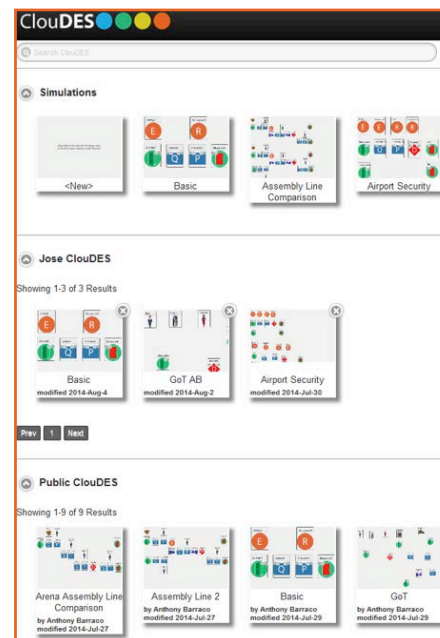 ClouDES
Search ClouDES
Simulations
<New>
Basic
Assembly Line
Comparison
Airport Security
E R
Q P
Jose ClouDES
Showing 1-3 of 3 Results
E R
Q P
Basic
modified 2014-Aug-4
GoT AB
modified 2014-Aug-2
Airport Security
modified 2014-Jul-30
Prev 1 Next
Public ClouDES
Showing 1-9 of 9 Results
E R
Q P
Arena Assembly Line
Comparison
by Anthony Barraco
modified 2014-Jul-27
Assembly Line 2
by Anthony Barraco
modified 2014-Jul-27
Basic
by Anthony Barraco
modified 2014-Jul-29
GoT
by Anthony Barraco
modified 2014-Jul-29